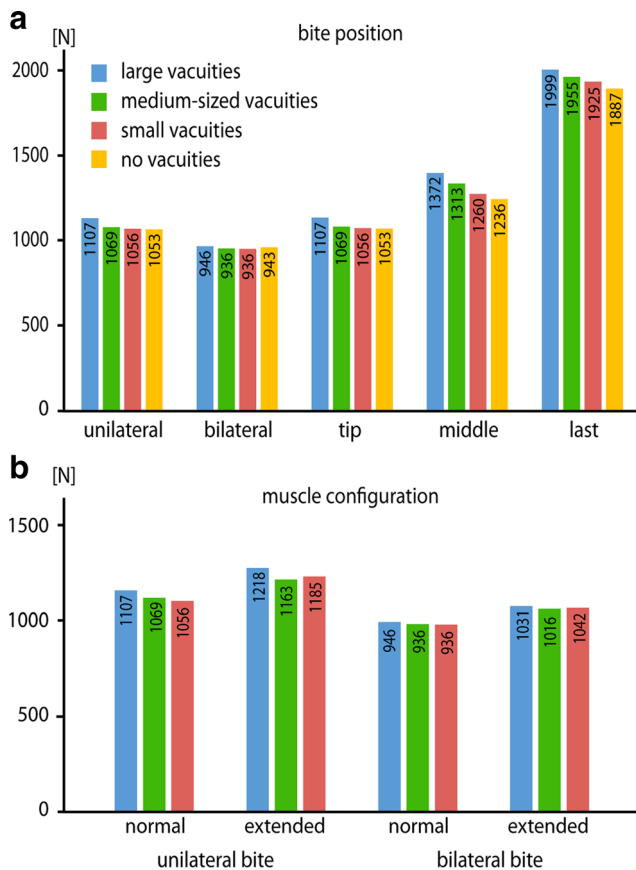 a
[N]
bite position
2000
1500
1000
500
0
large vacuities
medium-sized vacuities
small vacuities
no vacuities
1107 1069 1056 1053
946 936 936 943
1107 1069 1056 1053
1372 1313 1260 1236
1999 1955 1925 1887
unilateral bilateral tip middle last
b
[N]
muscle configuration
1500
1000
500
0
1107 1069 1056
1218 1163 1185
946 936 936
1031 1016 1042
normal extended normal extended
unilateral bite bilateral bite